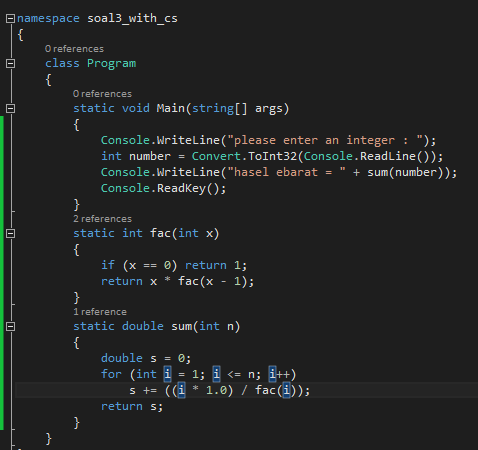 namespace soal3_with_cs
{
0 references
class Program
{
0 references
static void Main(string[] args)
{
Console.WriteLine("please enter an integer : ");
int number = Convert.ToInt32(Console.ReadLine());
Console.WriteLine("hasel ebarat = " + sum(number));
Console.ReadKey();
}
2 references
static int fac(int x)
{
if (x == 0) return 1;
return x * fac(x - 1);
}
1 reference
static double sum(int n)
{
double s = 0;
for (int i = 1; i <= n; i++)
s += ((i * 1.0) / fac(i));
return s;
}
}